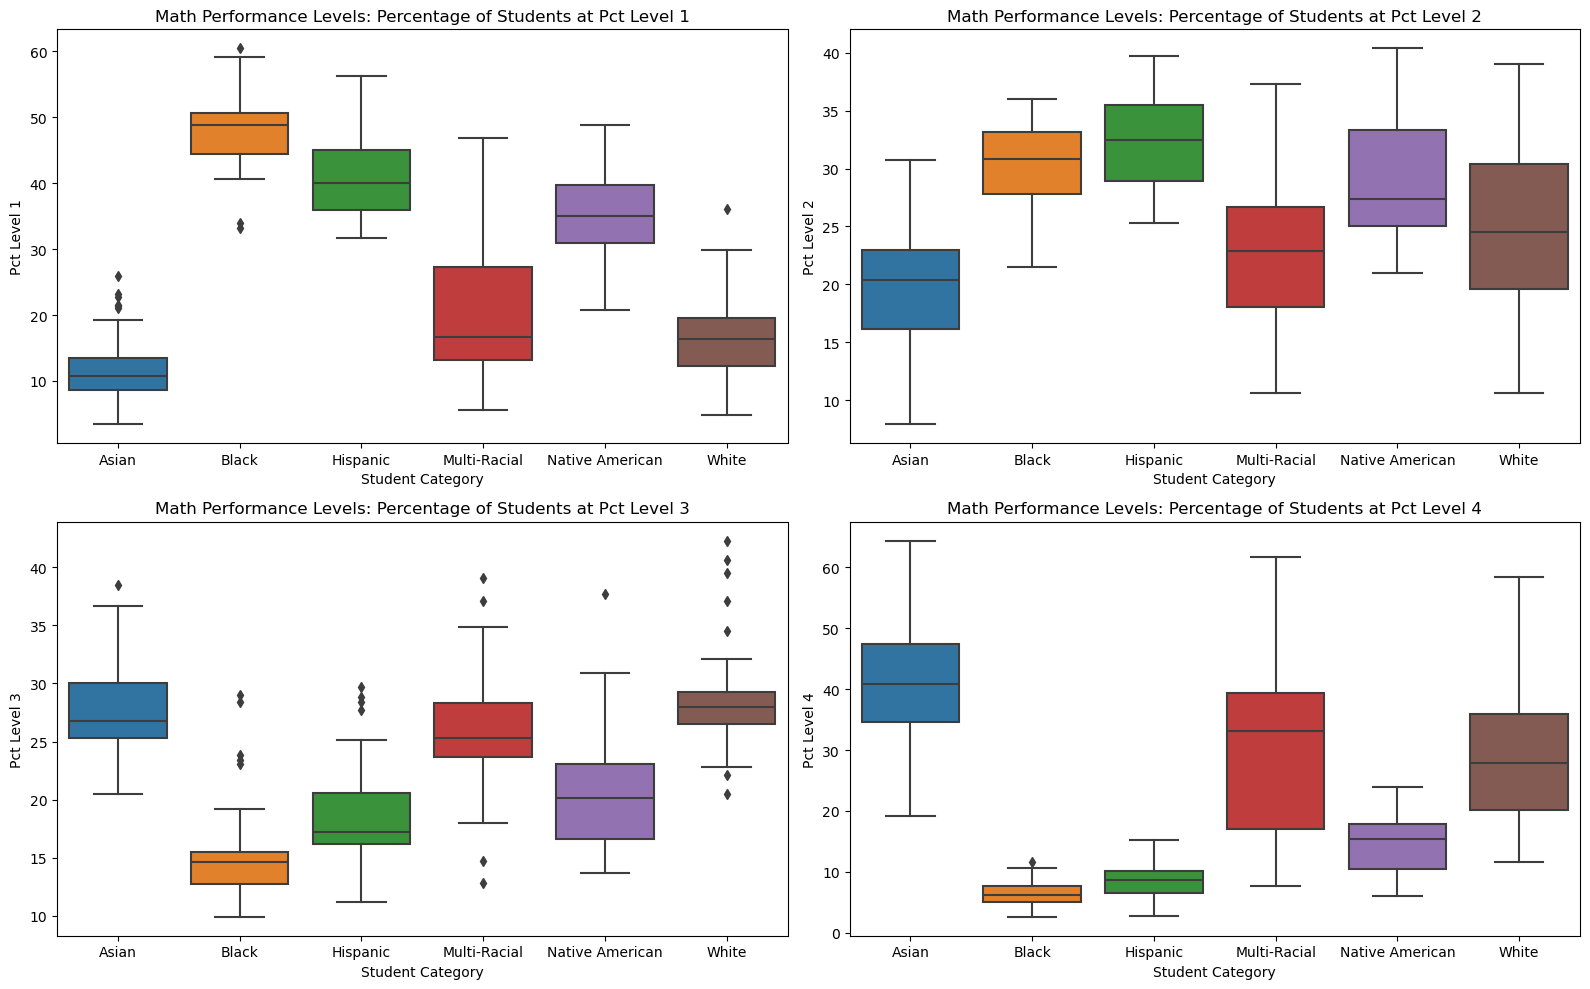 Math Performance Levels: Percentage of Students at Pct Level 1
Pct Level 1
60
50
40
30
20
10
Asian Black Hispanic Multi-Racial Native American White
Student Category
Math Performance Levels: Percentage of Students at Pct Level 2
Pct Level 2
40
35
30
25
20
15
10
Asian Black Hispanic Multi-Racial Native American White
Student Category
Math Performance Levels: Percentage of Students at Pct Level 3
Pct Level 3
40
35
30
25
20
15
10
Asian Black Hispanic Multi-Racial Native American White
Student Category
Math Performance Levels: Percentage of Students at Pct Level 4
Pct Level 4
60
50
40
30
20
10
0
Asian Black Hispanic Multi-Racial Native American White
Student Category